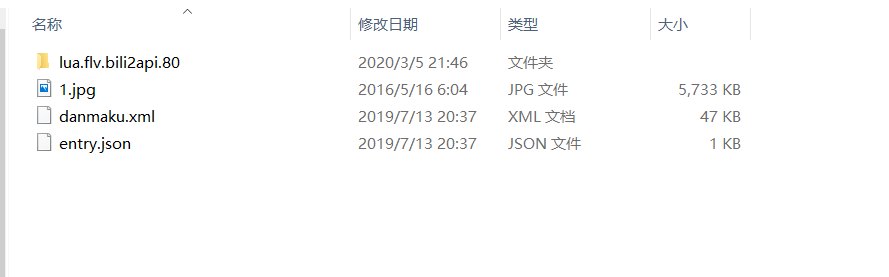 名称 修改日期 类型 大小
lua.flv.bili2api.80 2020/3/5 21:46 文件夹
1.jpg 2016/5/16 6:04 JPG 文件 5,733 KB
danmaku.xml 2019/7/13 20:37 XML 文档 47 KB
entry.json 2019/7/13 20:37 JSON 文件 1 KB